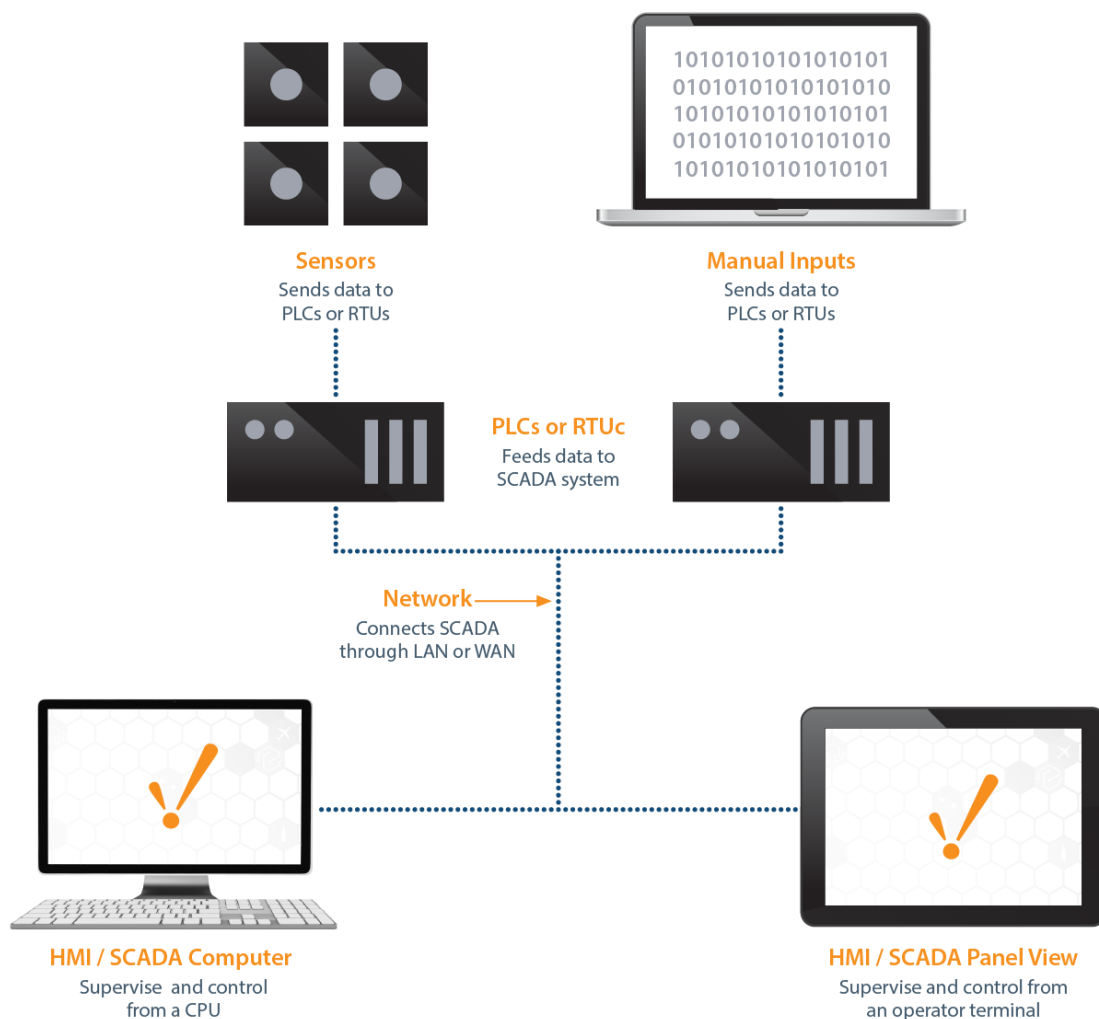 10101010101010101
01010101010101010
10101010101010101
01010101010101010
10101010101010101
Sensors
Sends data to
PLCs or RTUs
Manual Inputs
Sends data to
PLCs or RTUs
PLCs or RTUc
Feeds data to
SCADA system
Network
Connects SCADA
through LAN or WAN
HMI / SCADA Computer
Supervise and control
from a CPU
HMI / SCADA Panel View
Supervise and control from
an operator terminal